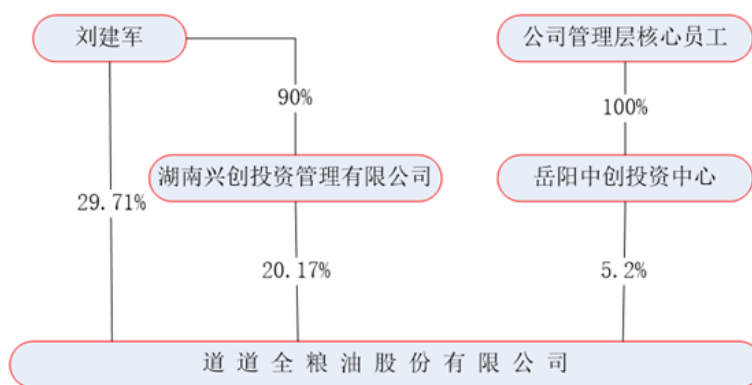 刘建军
公司管理层核心员工
90%
100%
湖南兴创投资管理有限公司
岳阳中创投资中心
29.71%
20.17%
5.2%
道道全粮油股份有限公司